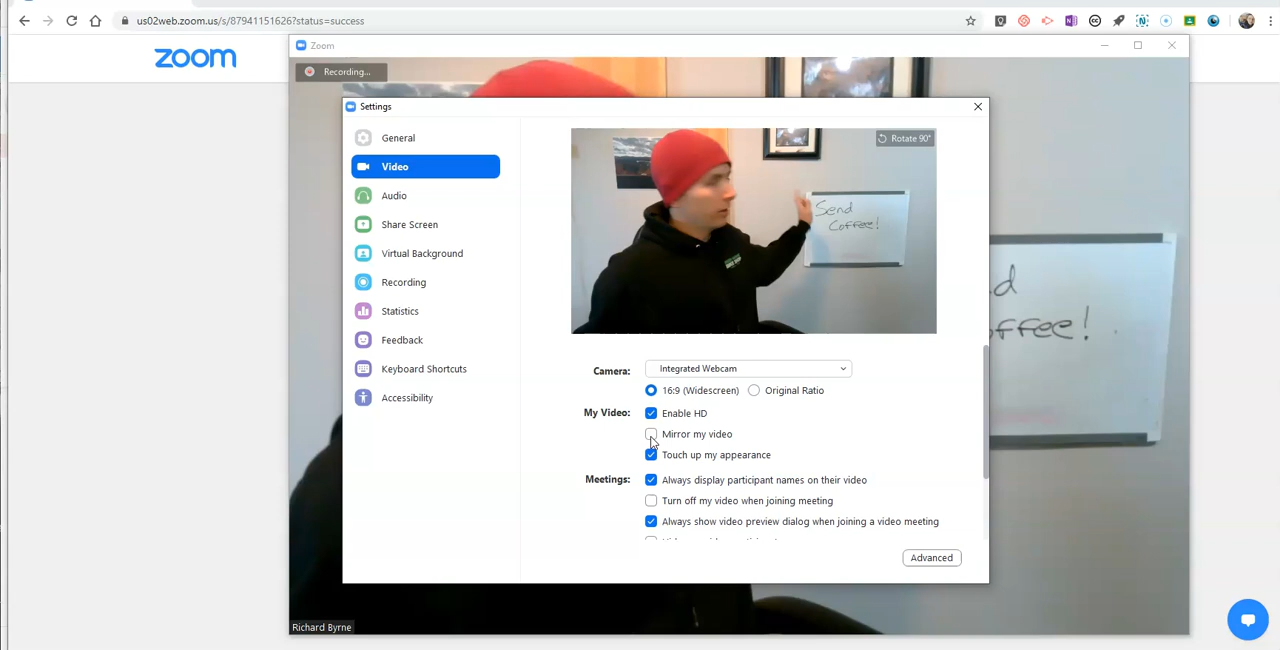 us02web.zoom.us/s/87941151626?status=success
zoom
Zoom
Recording...
Settings
General
Video
Audio
Share Screen
Virtual Background
Recording
Statistics
Feedback
Keyboard Shortcuts
Accessibility
Rotate 90°
Send
Coffee!
Camera:
Integrated Webcam
16:9 (Widescreen)
Original Ratio
My Video:
Enable HD
Mirror my video
Touch up my appearance
Meetings:
Always display participant names on their video
Turn off my video when joining meeting
Always show video preview dialog when joining a video meeting
Advanced
d
offee!
Richard Byrne